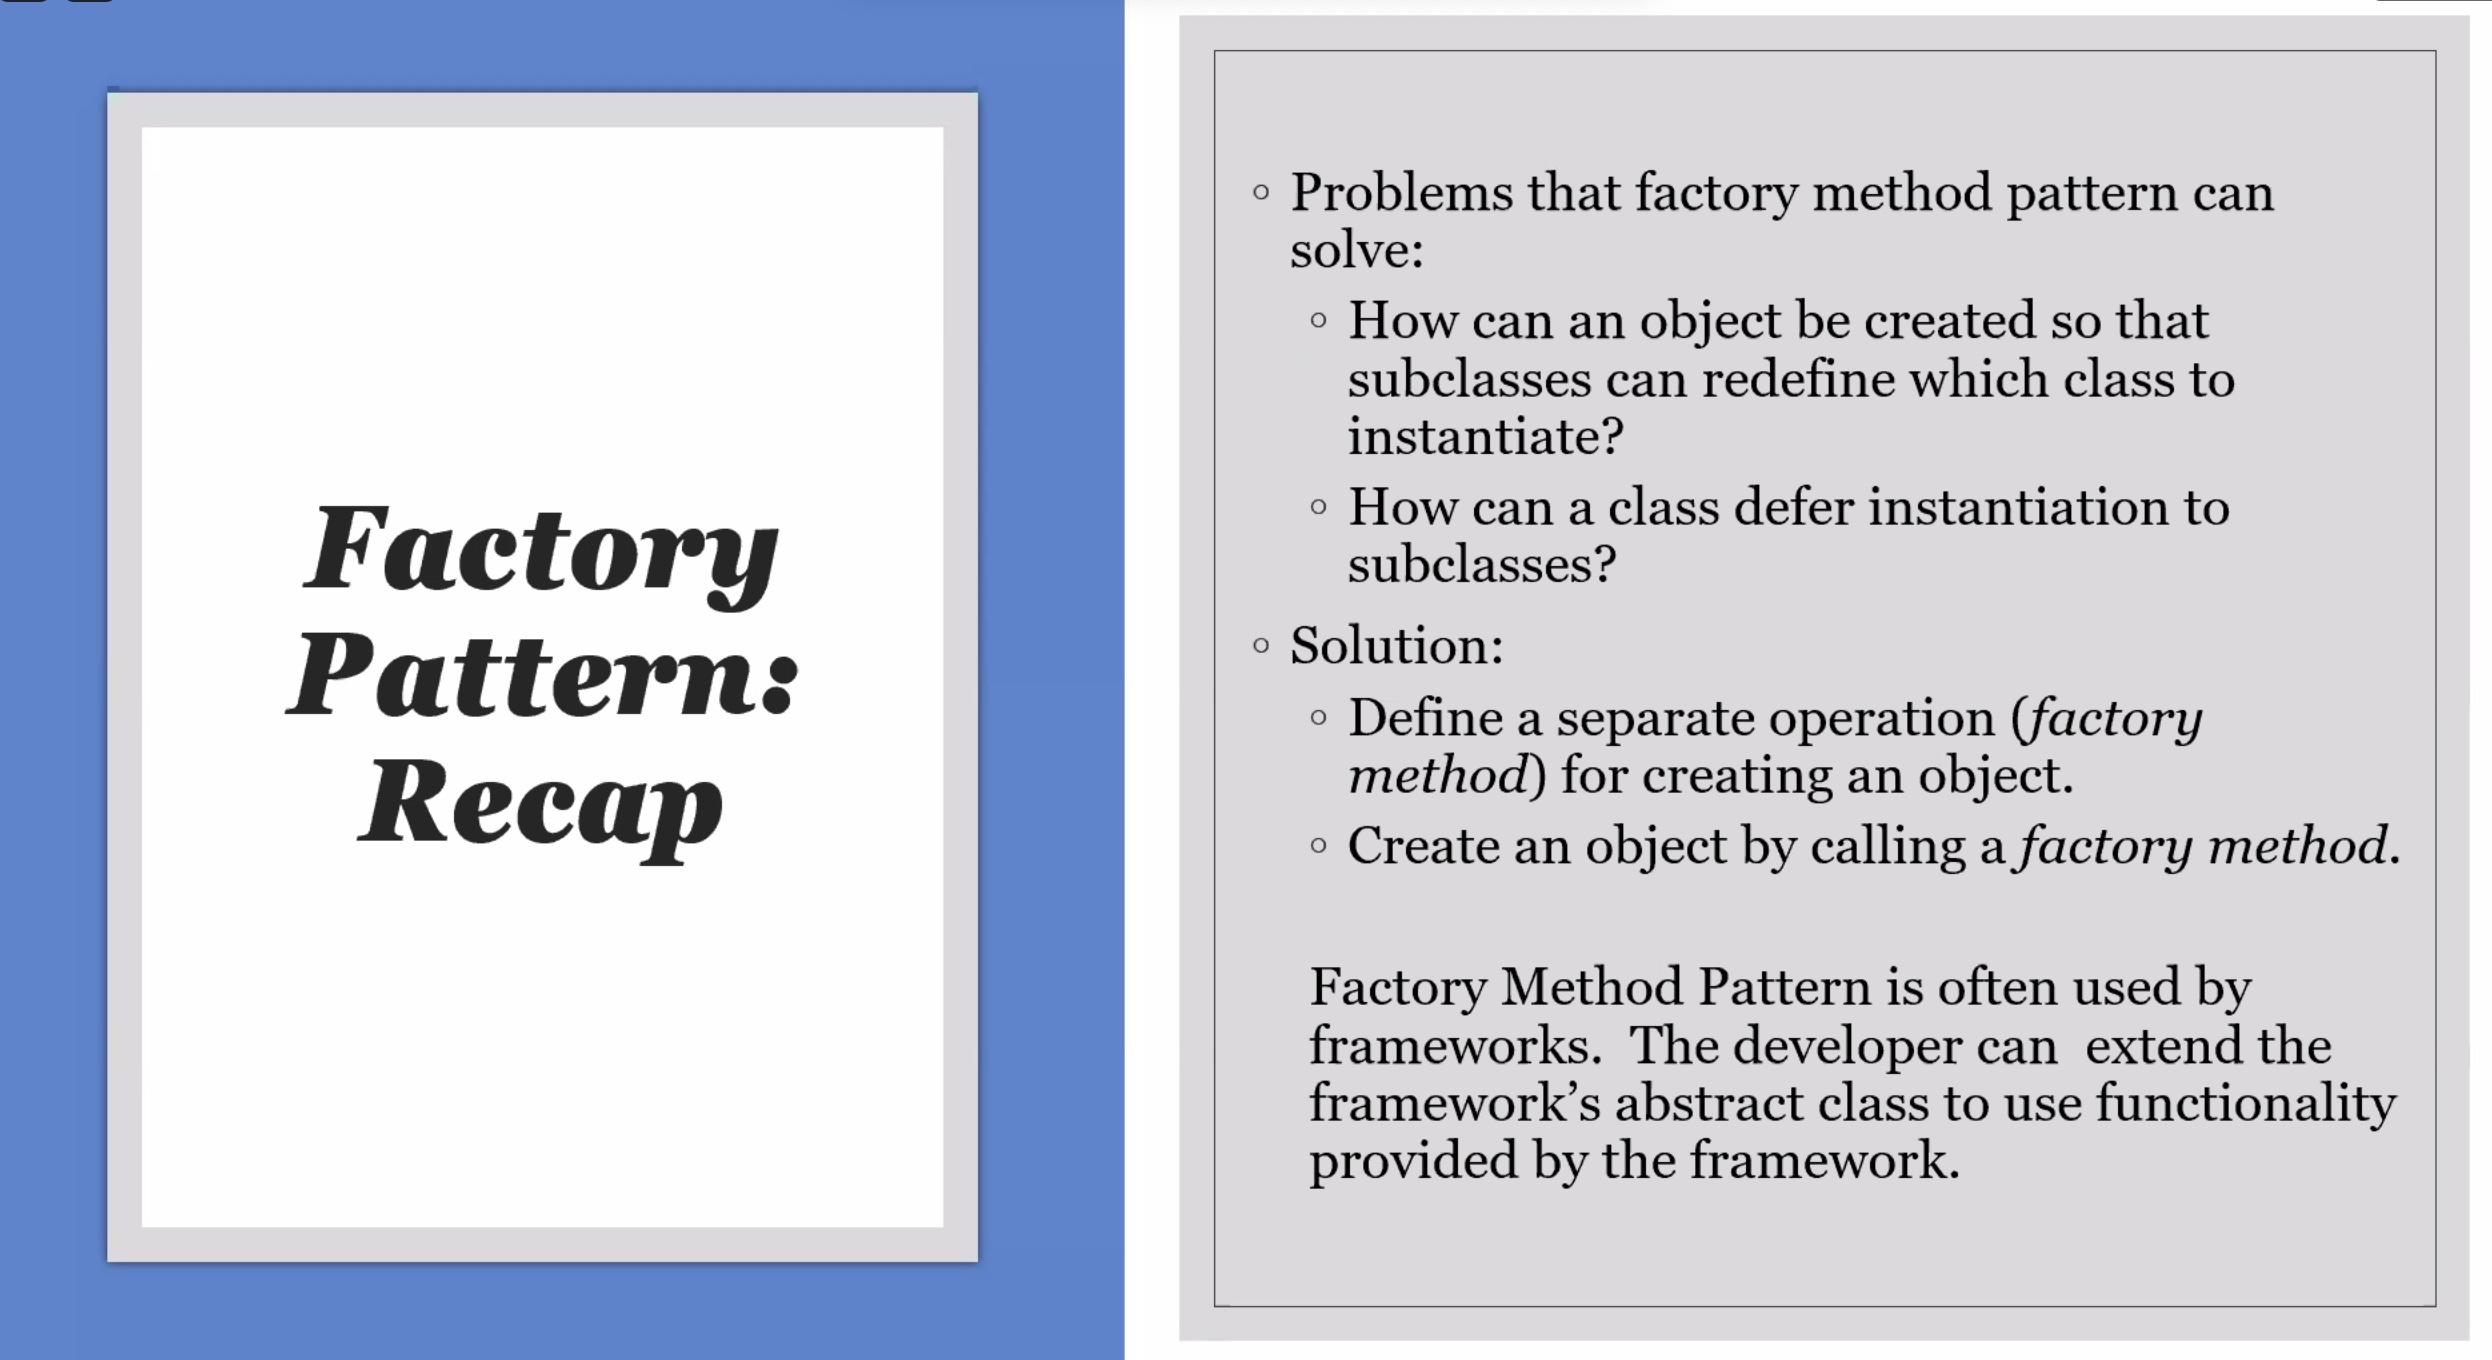 Factory
Pattern:
Recap
◦ Problems that factory method pattern can
solve:
◦ How can an object be created so that
subclasses can redefine which class to
instantiate?
◦ How can a class defer instantiation to
subclasses?
◦ Solution:
◦ Define a separate operation (factory
method) for creating an object.
◦ Create an object by calling a factory method.
Factory Method Pattern is often used by
frameworks.  The developer can  extend the
framework’s abstract class to use functionality
provided by the framework.